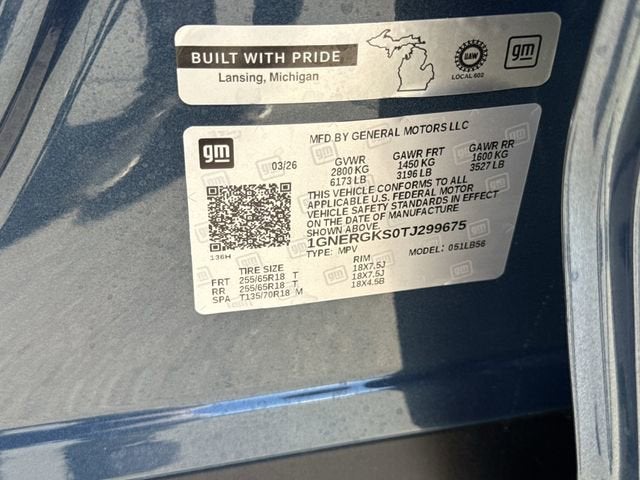 BUILT WITH PRIDE
Lansing, Michigan
UAW
LOCAL 602
gm
gm
MFD.BY GENERAL MOTORS LLC
03/26 GVWR GAWR FRT GAWR RR
2800 KG 1450 KG 1600 KG
6173 LB 3196 LB 3527 LB
THIS VEHICLE CONFORMS TO ALL
APPLICABLE U.S. FEDERAL MOTOR
VEHICLE SAFETY STANDARDS IN EFFECT
ON THE DATE OF MANUFACTURE
SHOWN ABOVE.
1GNERGKS0TJ299675
136H TYPE: MPV MODEL: 051LB56
TIRE SIZE RIM
FRT 255/65R18 T 18X7.5J
RR 255/65R18 T 18X7.5J
SPA T135/70R18 M 18X4.5B